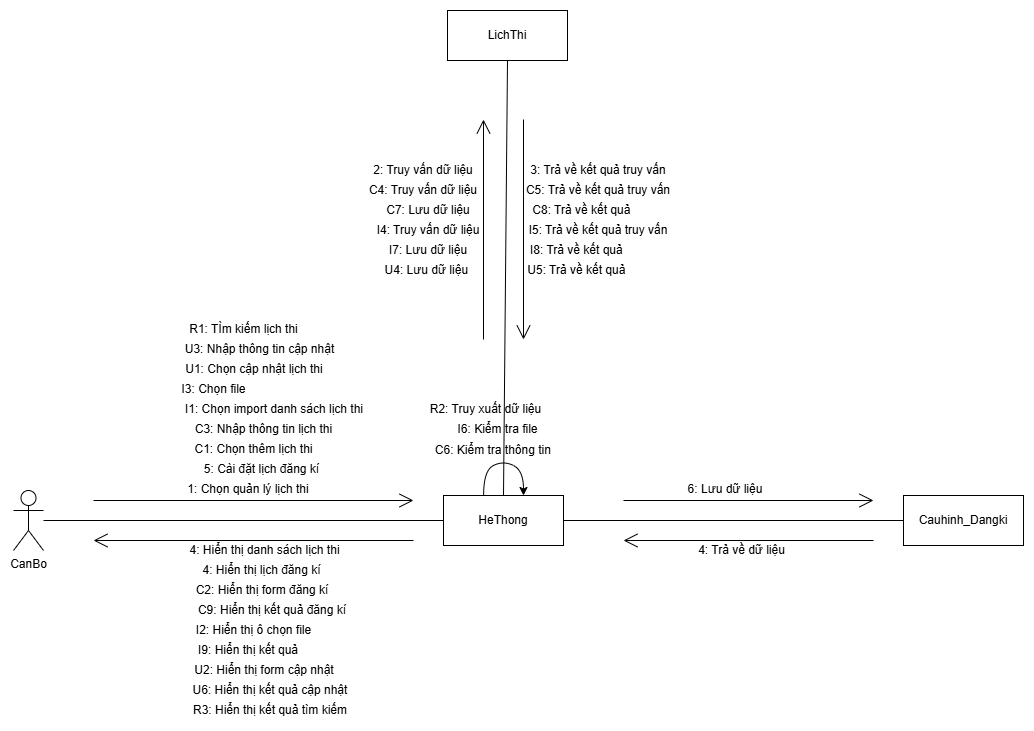 LichThi
2: Truy vấn dữ liệu
C4: Truy vấn dữ liệu
C7: Lưu dữ liệu
I4: Truy vấn dữ liệu
I7: Lưu dữ liệu
U4: Lưu dữ liệu
3: Trả về kết quả truy vấn
C5: Trả về kết quả truy vấn
C8: Trả về kết quả
I5: Trả về kết quả truy vấn
I8: Trả về kết quả
U5: Trả về kết quả
R1: TÌm kiếm lịch thi
U3: Nhập thông tin cập nhật
U1: Chọn cập nhật lịch thi
I3: Chọn file
I1: Chọn import danh sách lịch thi
C3: Nhập thông tin lịch thi
C1: Chọn thêm lịch thi
5: Cài đặt lịch đăng kí
1: Chọn quản lý lịch thi
R2: Truy xuất dữ liệu
I6: Kiểm tra file
C6: Kiểm tra thông tin
CanBo
HeThong
6: Lưu dữ liệu
4: Trả về dữ liệu
Cauhinh_Dangki
4: Hiển thị danh sách lịch thi
4: Hiển thị lịch đăng kí
C2: Hiển thị form đăng kí
C9: Hiển thị kết quả đăng kí
I2: Hiển thị ô chọn file
I9: Hiển thị kết quả
U2: Hiển thị form cập nhật
U6: Hiển thị kết quả cập nhật
R3: Hiển thị kết quả tìm kiếm